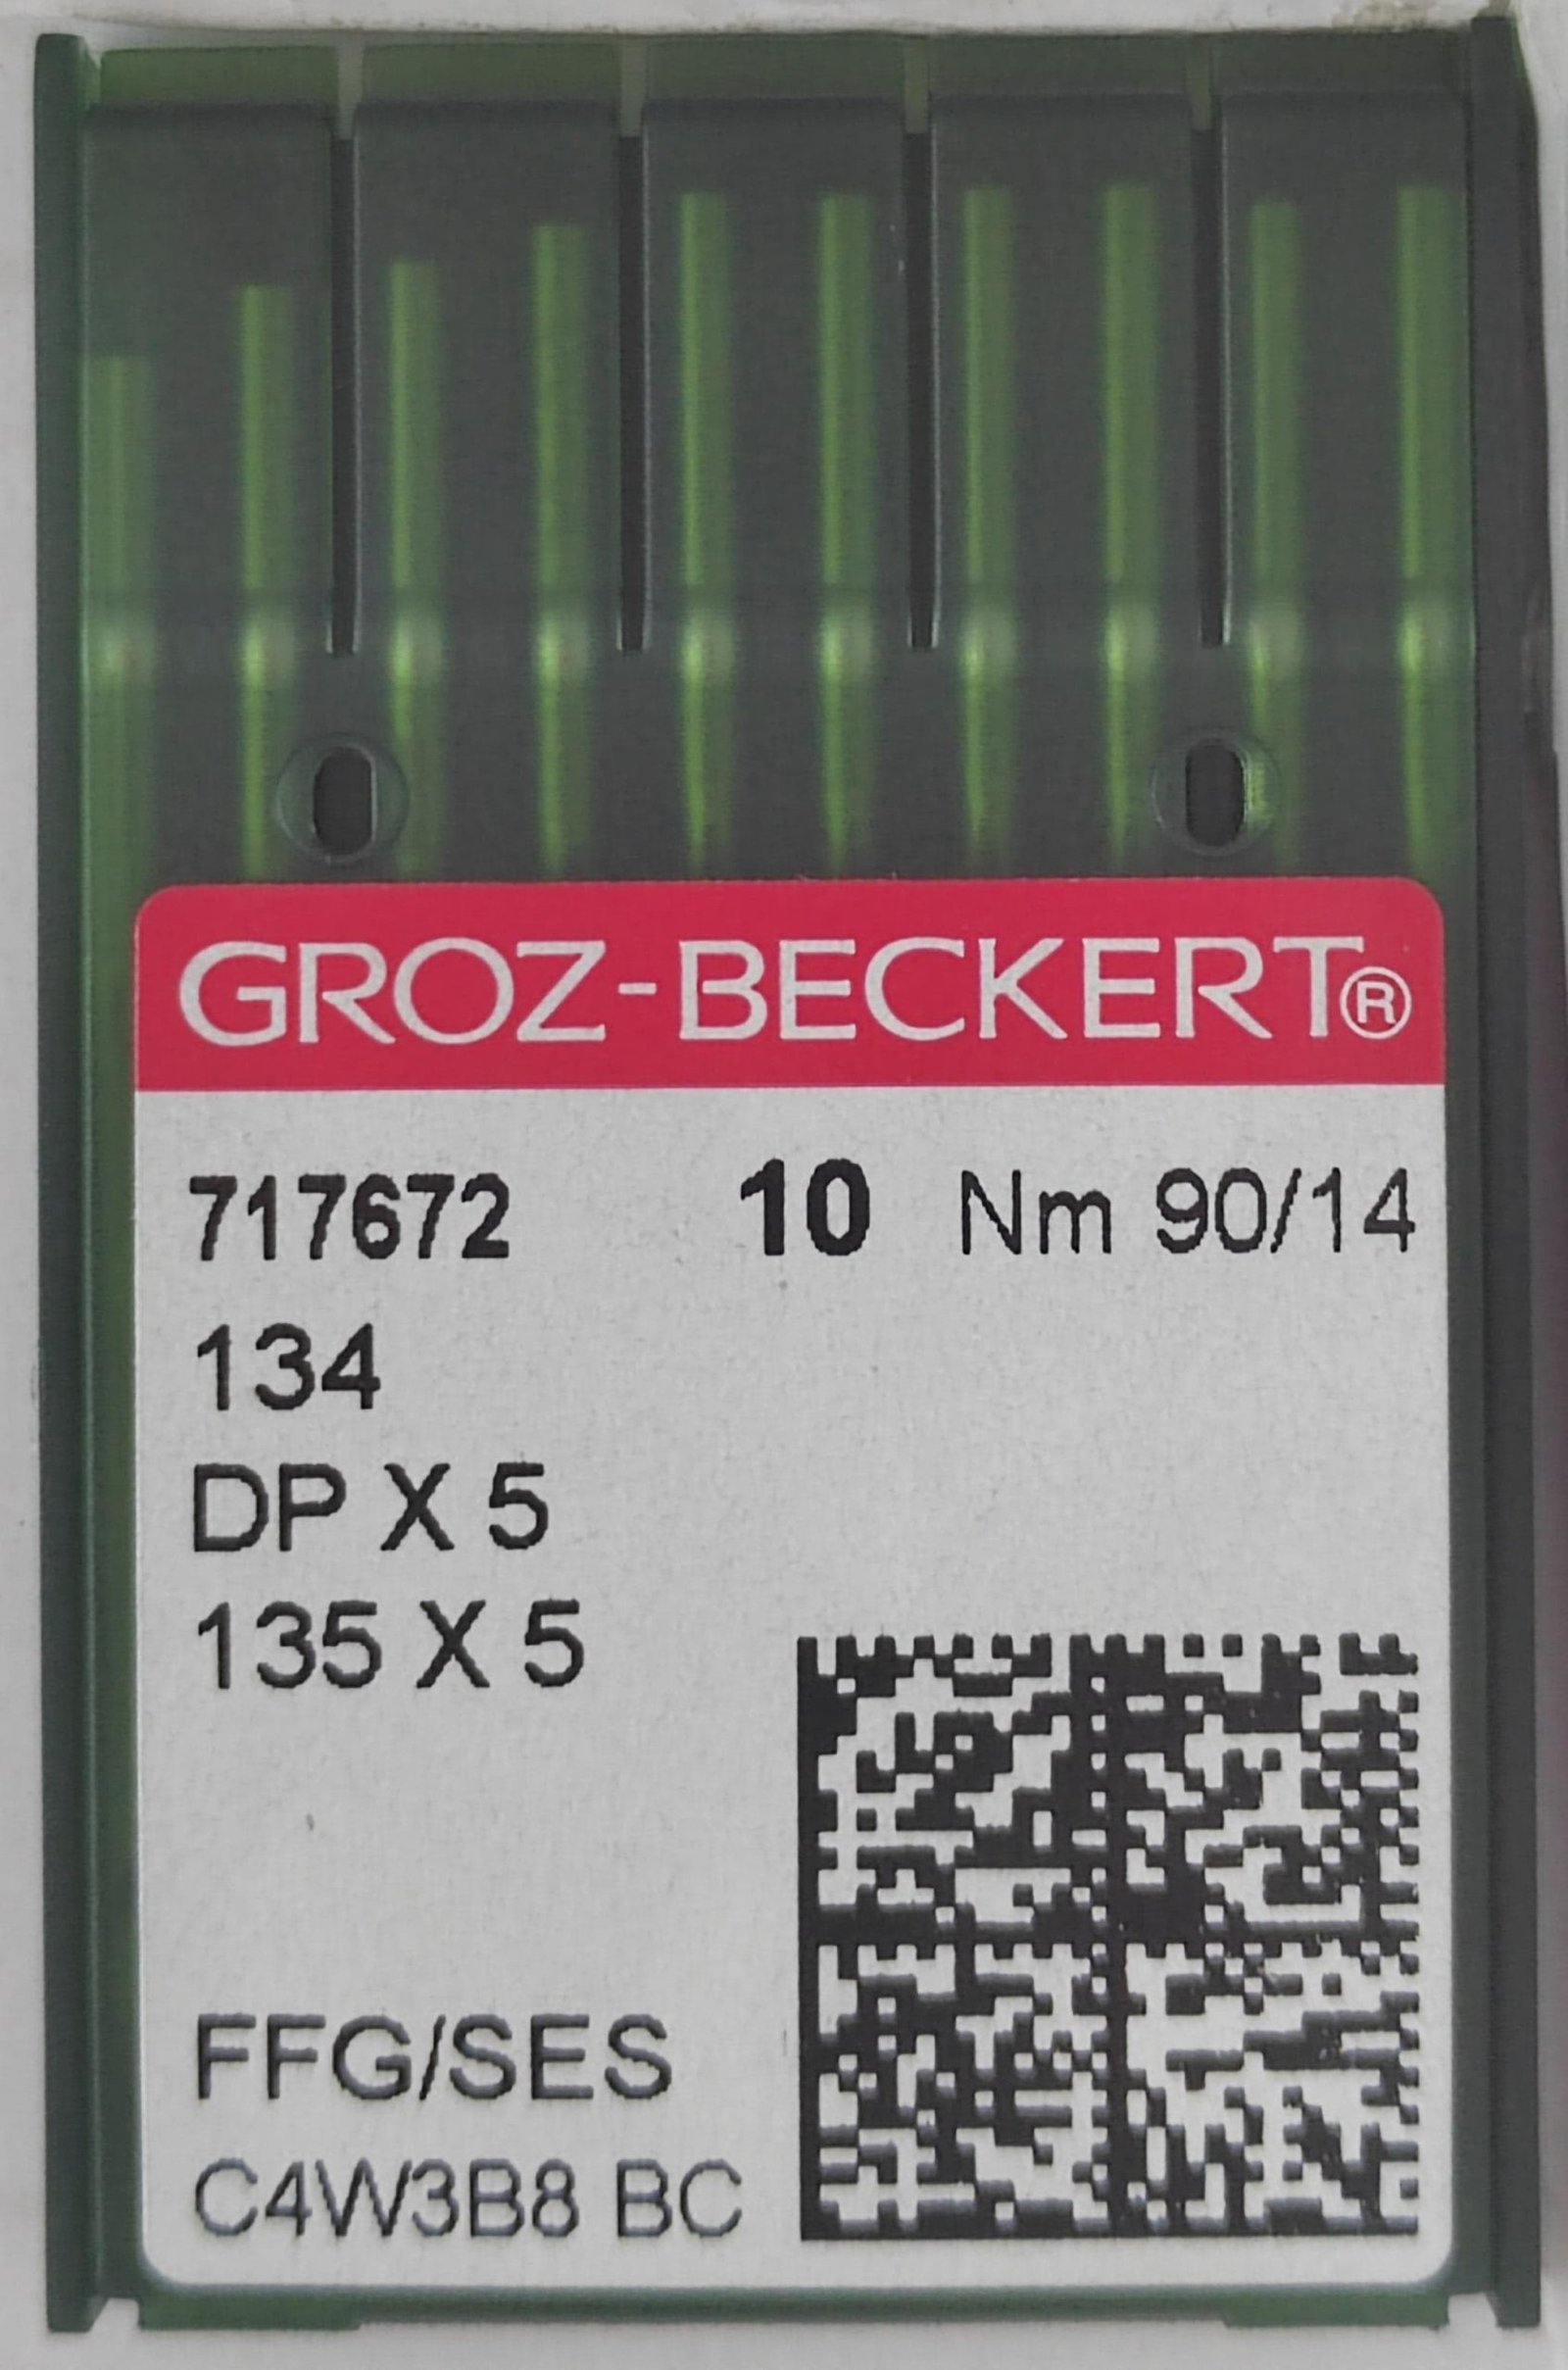 GROZ-BECKERT®
717672 10 Nm 90/14
134
DP X 5
135 X 5
FFG/SES
C4W3B8 BC